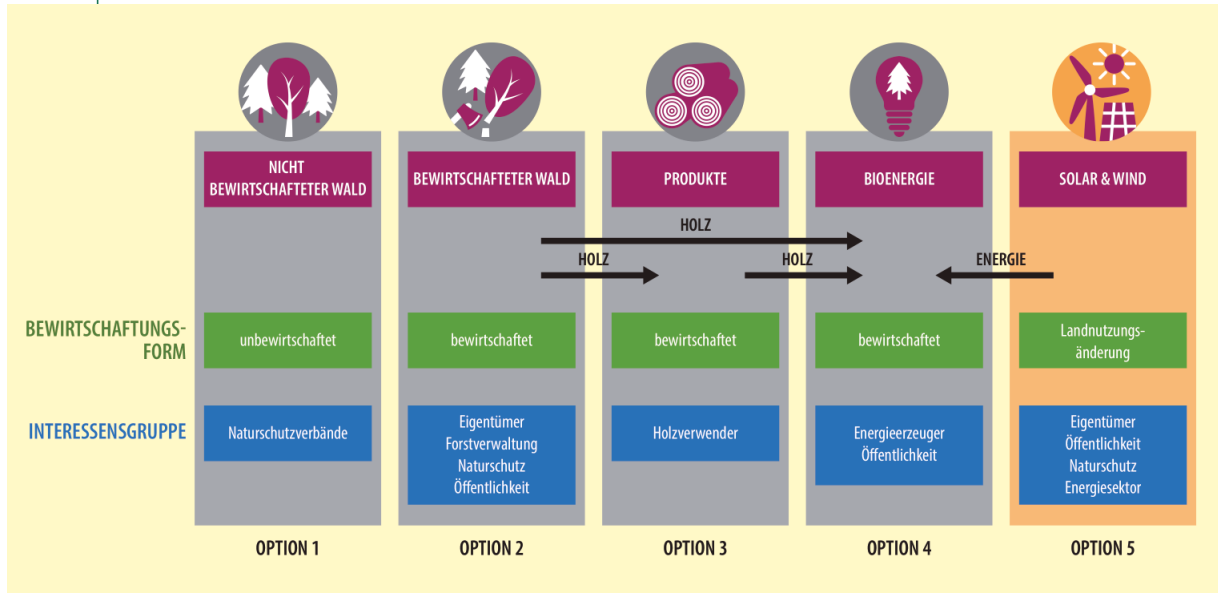 NICHT
BEWIRTSCHAFTETER WALD
BEWIRTSCHAFTETER WALD
PRODUKTE
BIOENERGIE
SOLAR & WIND
HOLZ
HOLZ
HOLZ
ENERGIE
BEWIRTSCHAFTUNGS-
FORM
unbewirtschaftet
bewirtschaftet
bewirtschaftet
bewirtschaftet
Landnutzungs-
änderung
INTERESSENSGRUPPE
Naturschutzverbände
Eigentümer
Forstverwaltung
Naturschutz
Öffentlichkeit
Holzverwender
Energieerzeuger
Öffentlichkeit
Eigentümer
Öffentlichkeit
Naturschutz
Energiesektor
OPTION 1
OPTION 2
OPTION 3
OPTION 4
OPTION 5